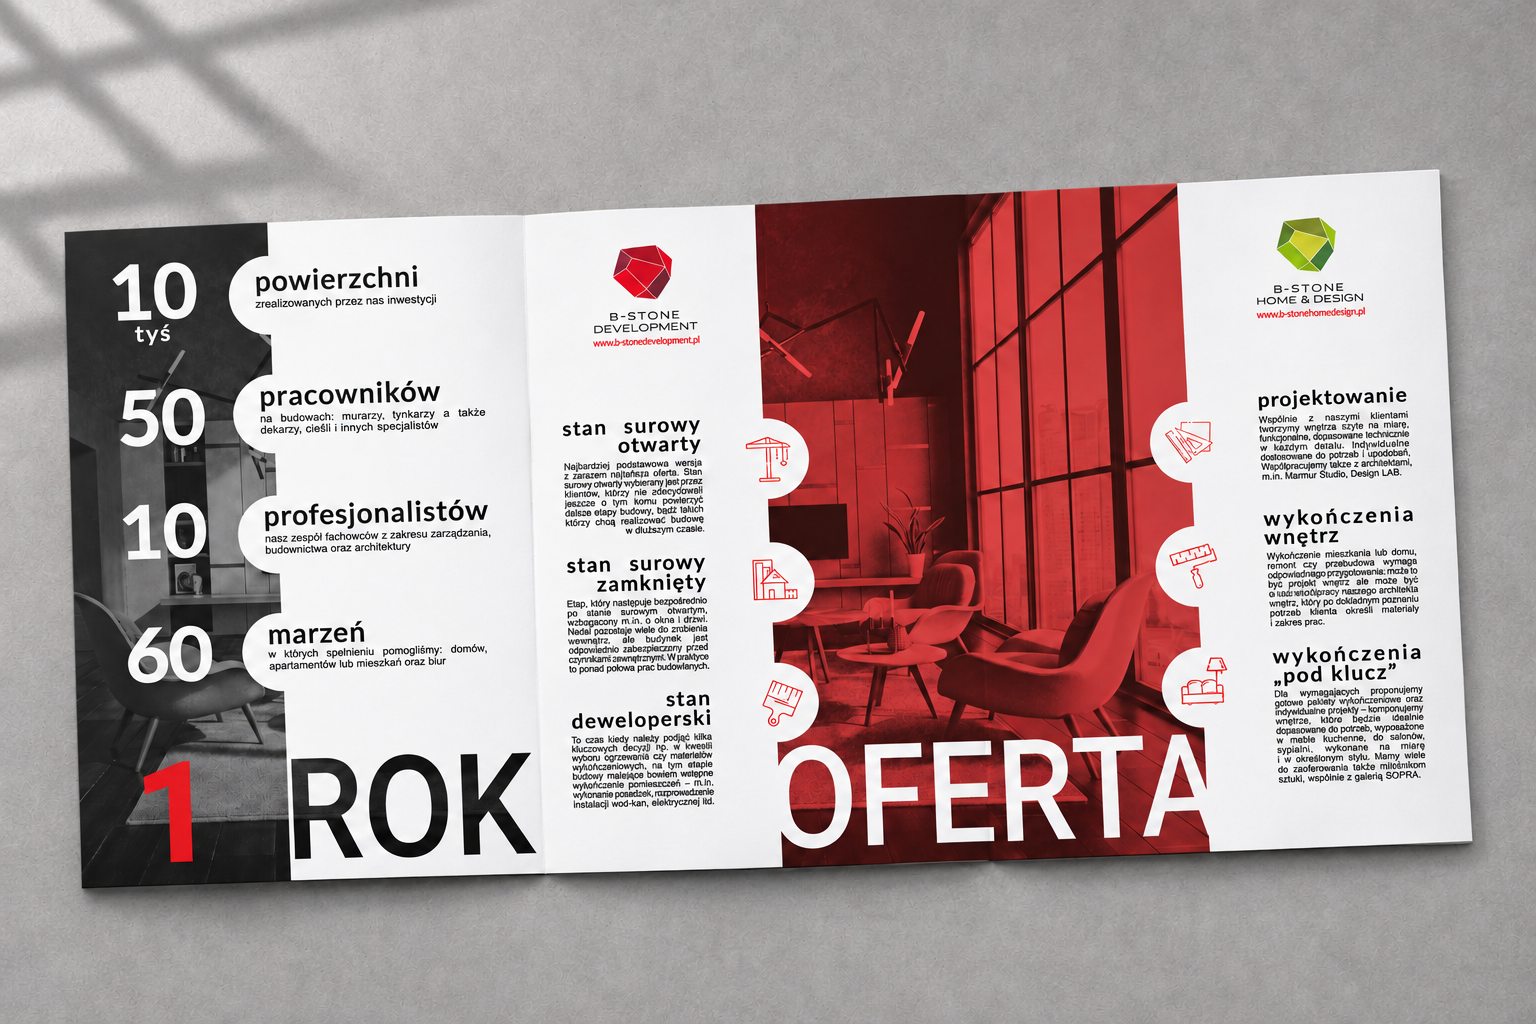 10
tyś
powierzchni
zrealizowanych przez nas inwestycji
50
pracowników
na budowach: murarzy, tynkarzy a także
dekarzy, cieśli i innych specjalistów
10
profesjonalistów
nasz zespół fachowców z zakresu zarządzania,
budownictwa oraz architektury
60
marzeń
w których spełnieniu pomogliśmy: domów,
apartamentów lub mieszkań oraz biur
1 ROK
B-STONE
DEVELOPMENT
www.b-stonedevelopment.pl
stan surowy
otwarty
Najbardziej podstawowa wersja
z zarazem najtańsza oferta. Stan
surowy otwarty wybierany jest przez
klientów, którzy nie zdecydowali
jeszcze o tym komu powierzyć
dalsze etapy budowy, bądź takich
którzy chcą realizować budowę
w dłuższym czasie.
stan surowy
zamknięty
Etap, który następuje bezpośrednio
po stanie surowym otwartym,
wzbogacony m.in. o okna i drzwi.
Nadal pozostaje wiele do zrobienia
wewnątrz, ale budynek jest
odpowiednio zabezpieczony przed
czynnikami zewnętrznymi. W praktyce
to ponad połowa prac budowlanych.
stan
deweloperski
To czas kiedy należy podjąć kilka
kluczowych decyzji np. w kwestii
wyboru ogrzewania czy materiałów
wykończeniowych, na tym etapie
budowy malejące bowiem wstępne
wykończenie pomieszczeń – m.in.
wykonanie posadzek, rozprowadzenie
instalacji wod-kan, elektrycznej itd.
OFERTA
B-STONE
HOME & DESIGN
www.b-stonehomedesign.pl
projektowanie
Wspólnie z naszymi klientami
tworzymy wnętrza szyte na miarę,
funkcjonalne, dopasowane technicznie
w każdym detalu. Indywidualne
dostosowane do potrzeb i upodobań,
Współpracujemy także z architektami,
m.in. Marmur Studio, Design LAB.
wykończenia
wnętrz
Wykończenie mieszkania lub domu,
remont czy przebudowa wymaga
odpowiedniego przygotowania: może to
być projekt wnętrz ale może być
współpracy naszego architekta
wnętrz, który po dokładnym poznaniu
potrzeb klienta określi materiały
i zakres prac.
wykończenia
„pod klucz”
Dla wymagających proponujemy
gotowe pakiety wykończeniowe oraz
indywidualne projekty – komponujemy
wnętrze, które będzie idealnie
dopasowane do potrzeb, wyposażone
w meble kuchenne, do salonów,
sypialni, wykonane na miarę
i w określonym stylu. Mamy wiele
do zaoferowania także miłośnikom
sztuki, wspólnie z galerią SOPRA.